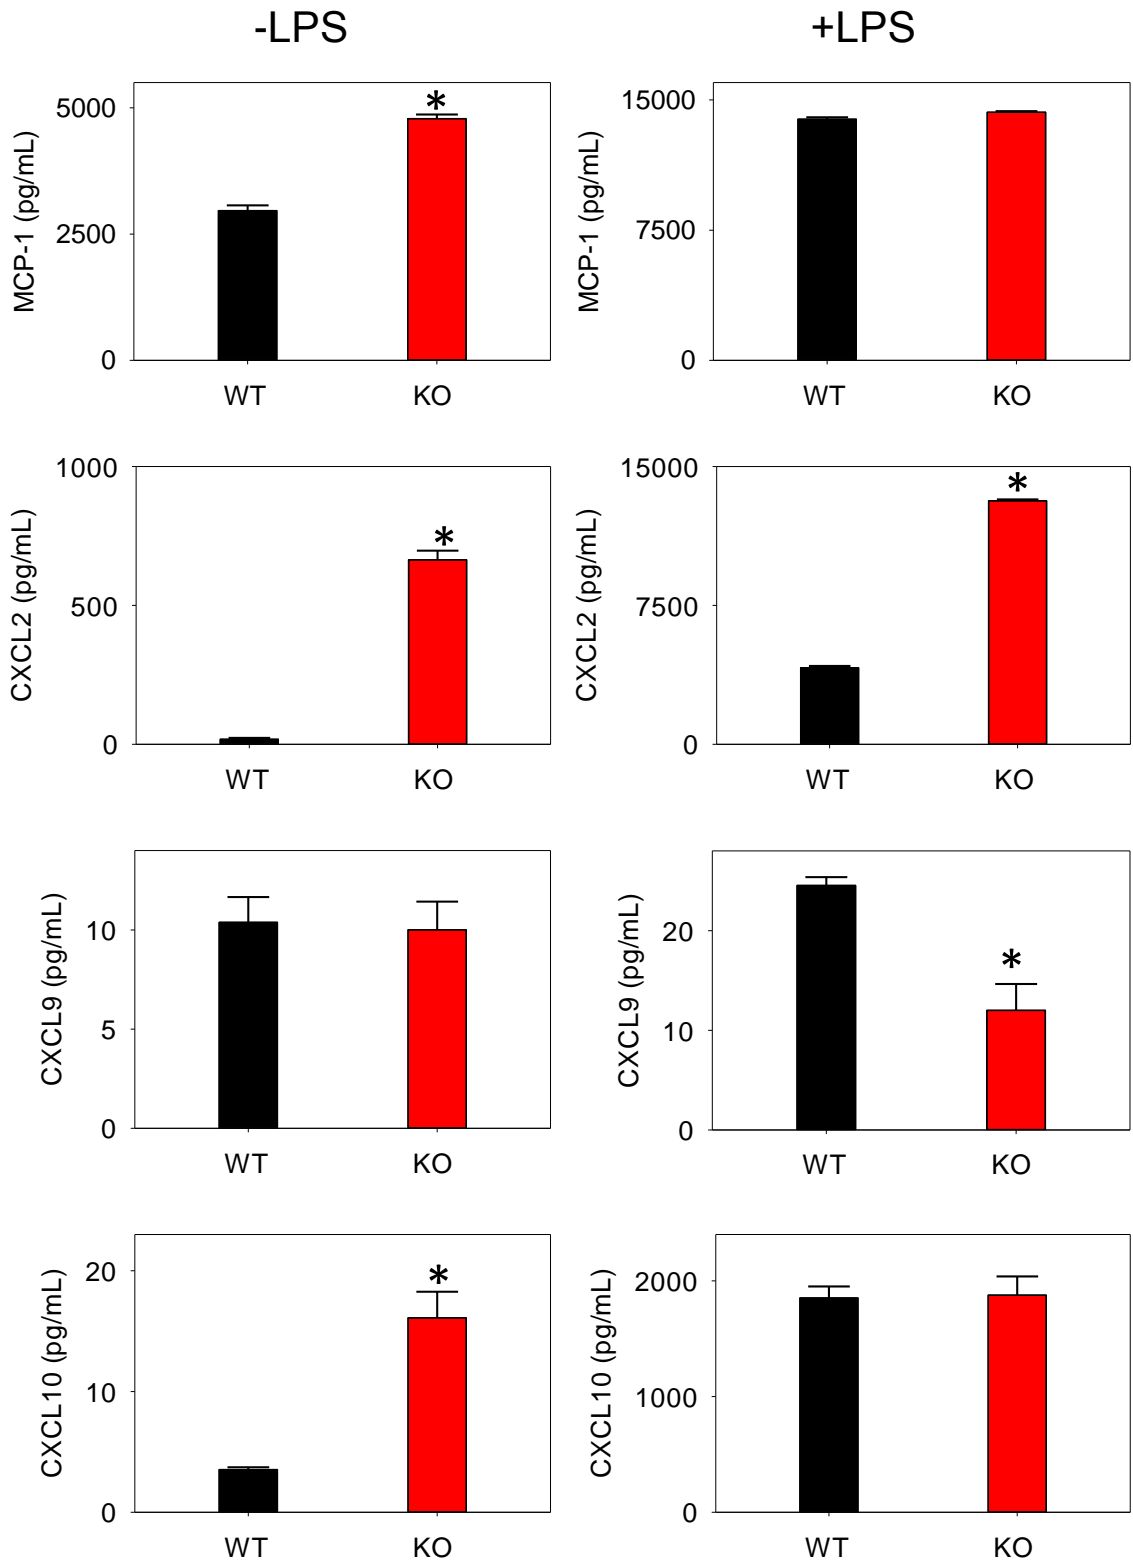 -LPS
+LPS
MCP-1 (pg/mL)
5000
2500
0
*
WT
KO
MCP-1 (pg/mL)
15000
7500
0
WT
KO
CXCL2 (pg/mL)
1000
500
0
*
WT
KO
CXCL2 (pg/mL)
15000
7500
0
*
WT
KO
CXCL9 (pg/mL)
10
5
0
WT
KO
CXCL9 (pg/mL)
20
10
0
*
WT
KO
CXCL10 (pg/mL)
20
10
0
*
WT
KO
CXCL10 (pg/mL)
2000
1000
0
WT
KO